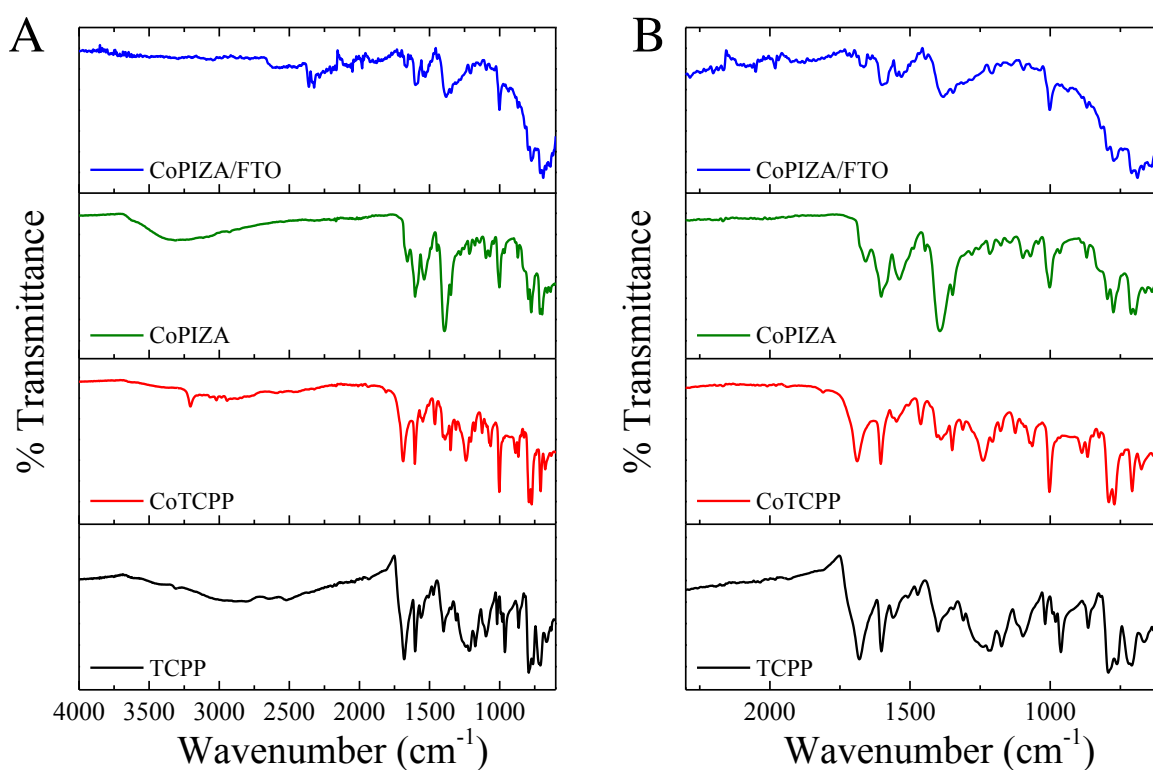 A
B
% Transmittance
CoPIZA/FTO
CoPIZA
CoTCPP
TCPP
4000 3500 3000 2500 2000 1500 1000
Wavenumber (cm⁻¹)
% Transmittance
CoPIZA/FTO
CoPIZA
CoTCPP
TCPP
2000 1500 1000
Wavenumber (cm⁻¹)